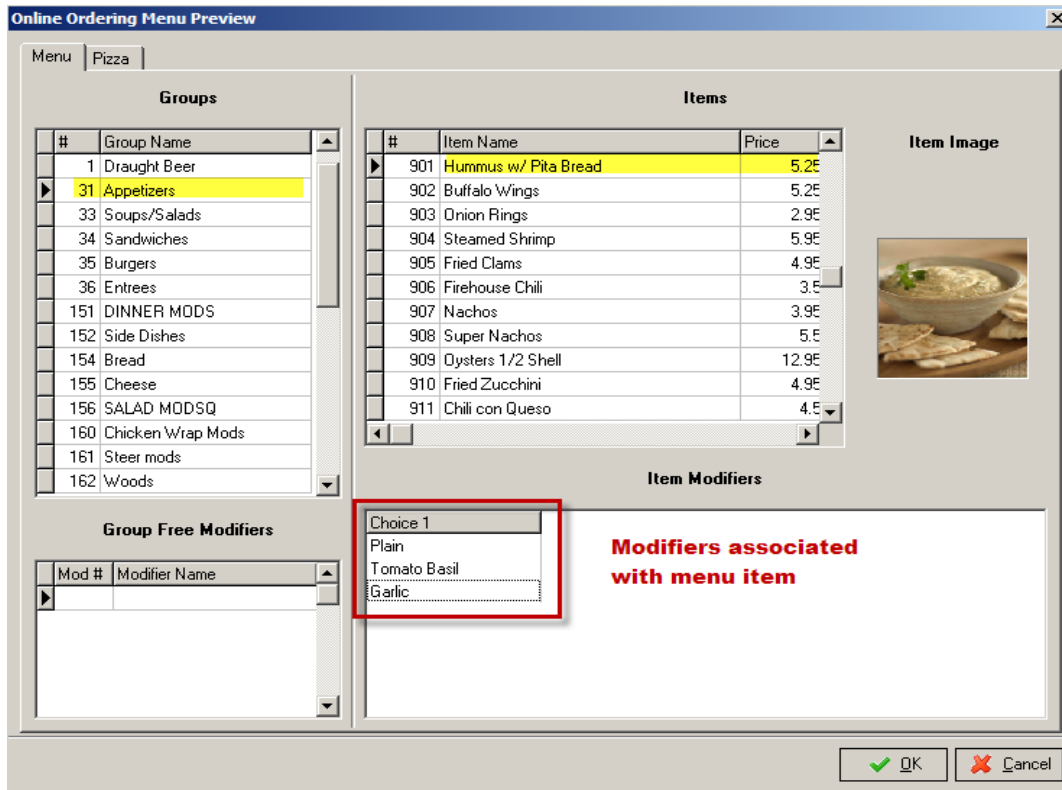 Online Ordering Menu Preview
Menu Pizza
Groups
# Group Name
1 Draught Beer
31 Appetizers
33 Soups/Salads
34 Sandwiches
35 Burgers
36 Entrees
151 DINNER MODS
152 Side Dishes
154 Bread
155 Cheese
156 SALAD MODSQ
160 Chicken Wrap Mods
161 Steer mods
162 Woods
Group Free Modifiers
Mod # Modifier Name
Items
# Item Name Price
901 Hummus w/ Pita Bread 5.25
902 Buffalo Wings 5.25
903 Onion Rings 2.95
904 Steamed Shrimp 5.95
905 Fried Clams 4.95
906 Firehouse Chili 3.5
907 Nachos 3.95
908 Super Nachos 5.5
909 Oysters 1/2 Shell 12.95
910 Fried Zucchini 4.95
911 Chili con Queso 4.5
Item Image
Item Modifiers
Choice 1
Plain
Tomato Basil
Garlic
Modifiers associated
with menu item
OK Cancel